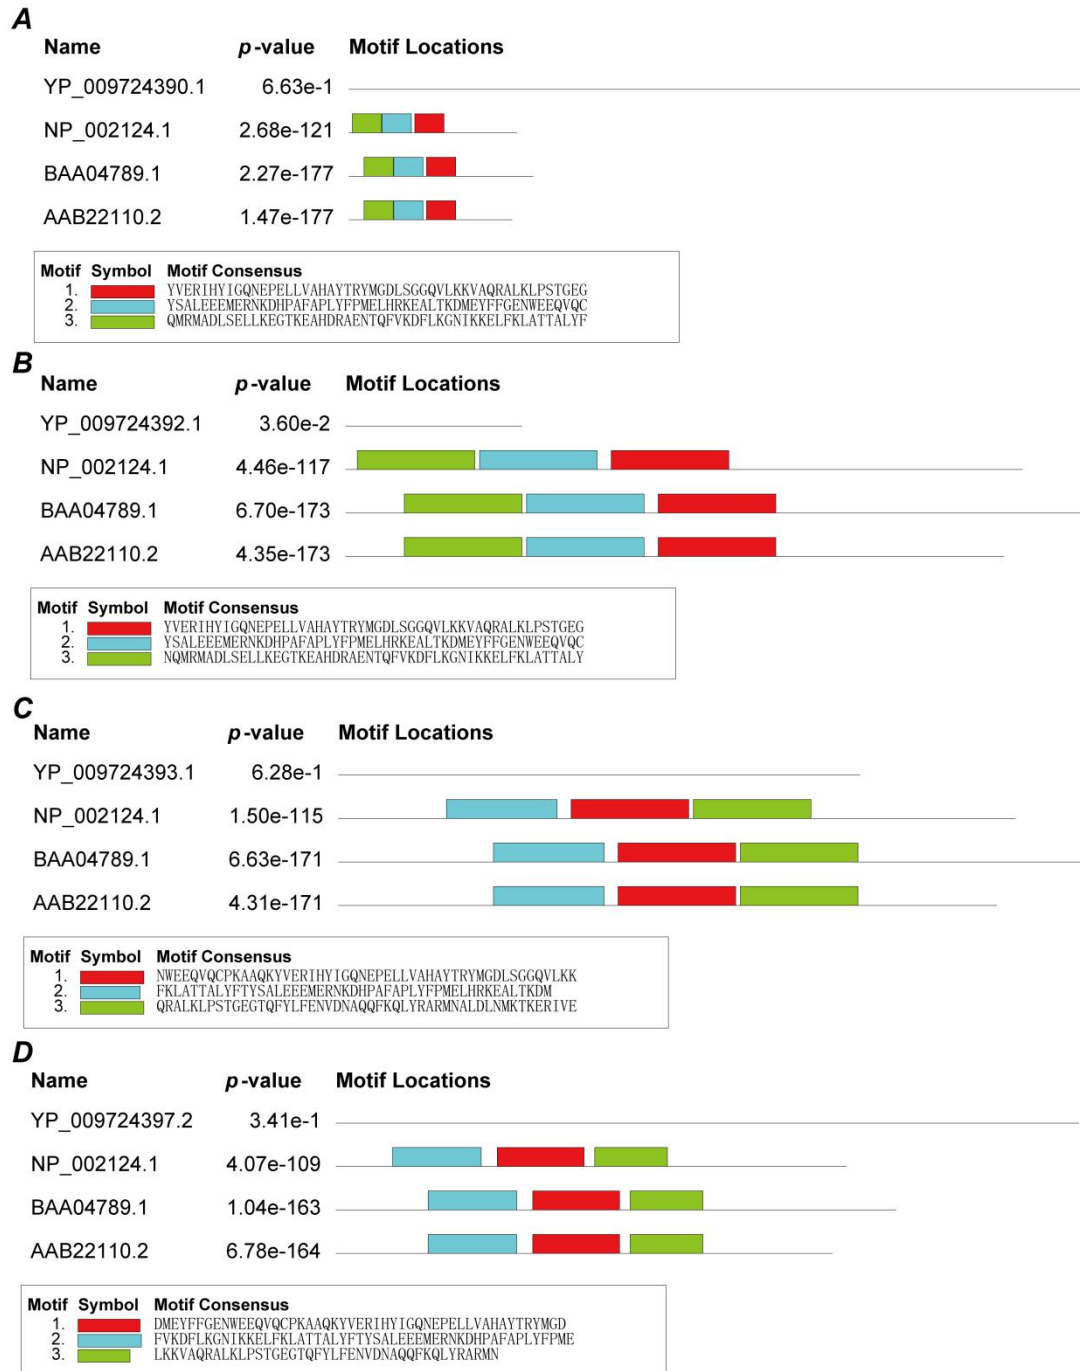 A
Name p-value Motif Locations
YP_009724390.1 6.63e-1
NP_002124.1 2.68e-121
BAA04789.1 2.27e-177
AAB22110.2 1.47e-177
Motif Symbol Motif Consensus
1. YVERIHYIGQNEPELLVAHAYTRYMGDLSGGQVLKKVAQRALKLPSTGEG
2. YSALEEEMERNKDHPAFAPLYFPMELHRKEALTKDMEYFFGENWEEQVQC
3. QMRMADLSELLKEGTKEAHDRAENTQFVKDFLKGNIKKELFKLATTALYF
B
Name p-value Motif Locations
YP_009724392.1 3.60e-2
NP_002124.1 4.46e-117
BAA04789.1 6.70e-173
AAB22110.2 4.35e-173
Motif Symbol Motif Consensus
1. YVERIHYIGQNEPELLVAHAYTRYMGDLSGGQVLKKVAQRALKLPSTGEG
2. YSALEEEMERNKDHPAFAPLYFPMELHRKEALTKDMEYFFGENWEEQVQC
3. NQMRMADLSELLKEGTKEAHDRAENTQFVKDFLKGNIKKELFKLATTALY
C
Name p-value Motif Locations
YP_009724393.1 6.28e-1
NP_002124.1 1.50e-115
BAA04789.1 6.63e-171
AAB22110.2 4.31e-171
Motif Symbol Motif Consensus
1. NWEEQVQCPKAAQKYVERIHYIGQNEPELLVAHAYTRYMGDLSGGQVLKK
2. FKLATTALYFTYSALEEEMERNKDHPAFAPLYFPMELHRKEALTKDM
3. QRALKLPSTGEGTQFYLFENVDNAQQFKQLYRARMNALDLNMKTKERIVE
D
Name p-value Motif Locations
YP_009724397.2 3.41e-1
NP_002124.1 4.07e-109
BAA04789.1 1.04e-163
AAB22110.2 6.78e-164
Motif Symbol Motif Consensus
1. DMEYFFGENWEEQVQCPKAAQKYVERIHYIGQNEPELLVAHAYTRYMGD
2. FVKDFLKGNIKKELFKLATTALYFTYSALEEEMERNKDHPAFAPLYFPME
3. LKKVAQRALKLPSTGEGTQFYLFENVDNAQQFKQLYRARMN